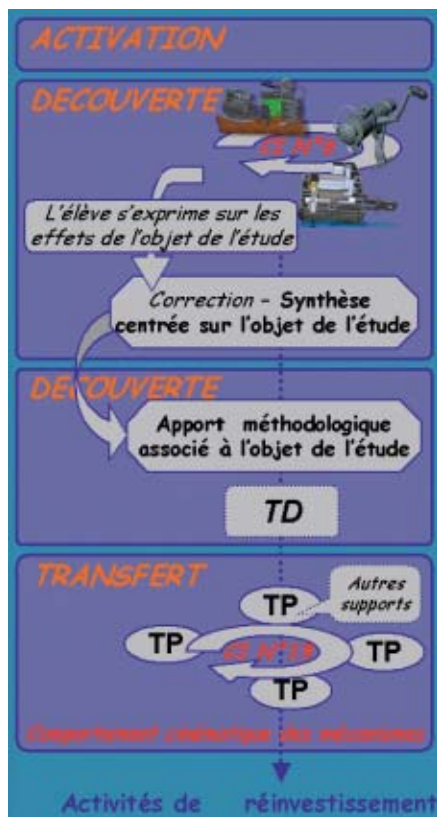 ACTIVATION
DECOUVERTE
CI N°
L'élève s'exprime sur les
effets de l'objet de l'étude
Correction – Synthèse
centrée sur l'objet de l'étude
DECOUVERTE
Apport méthodologique
associé à l'objet de l'étude
TD
TRANSFERT
Autres
supports
TP
TP
CI N°
TP
TP
Comportement cinématique des mécanismes
Activités de réinvestissement